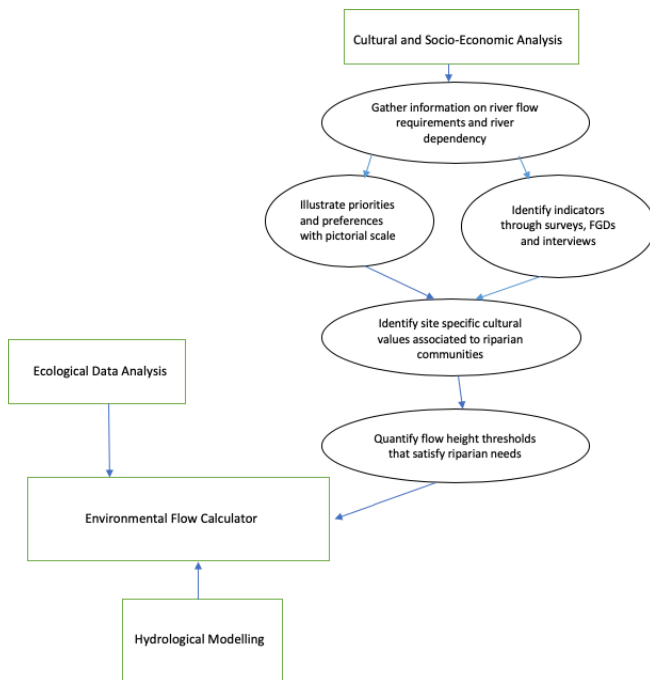 Cultural and Socio-Economic Analysis
Gather information on river flow
requirements and river
dependency
Illustrate priorities
and preferences
with pictorial scale
Identify indicators
through surveys, FGDs
and interviews
Identify site specific cultural
values associated to riparian
communities
Ecological Data Analysis
Quantify flow height thresholds
that satisfy riparian needs
Environmental Flow Calculator
Hydrological Modelling